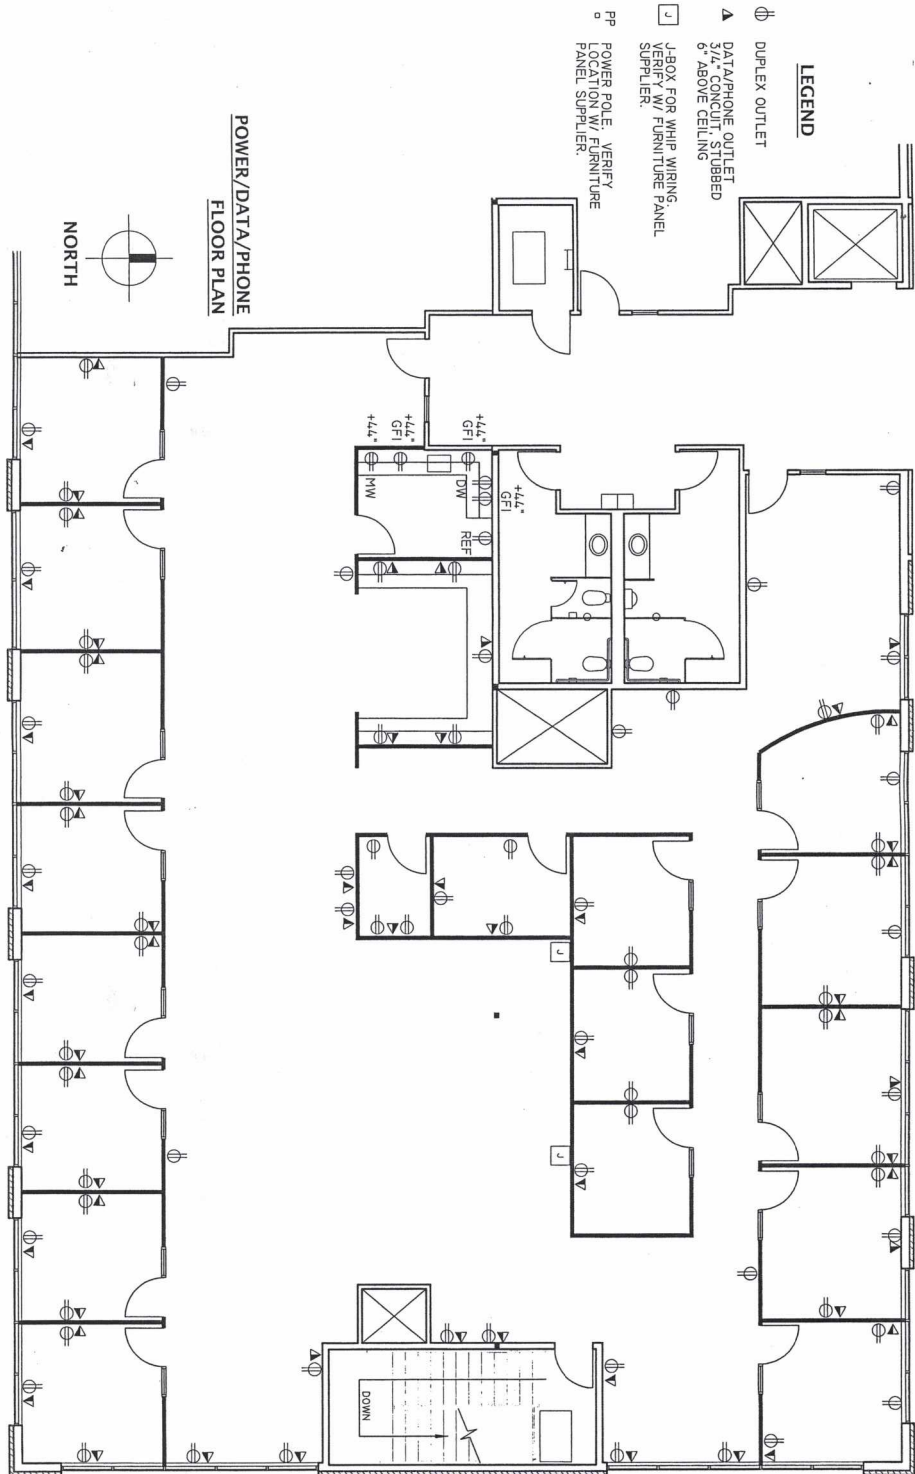 LEGEND
DUPLEX OUTLET
DATA/PHONE OUTLET
3/4" CONCUIT, STUBBED
6" ABOVE CEILING
J
J-BOX FOR WHIP WIRING.
VERIFY W/ FURNITURE PANEL
SUPPLIER.
PP
POWER POLE. VERIFY
LOCATION W/ FURNITURE
PANEL SUPPLIER.
POWER/DATA/PHONE
FLOOR PLAN
NORTH
+44"
GFI
+44"
GFI
+44"
+44"
GFI
DW
MW
REF
J
J
DOWN